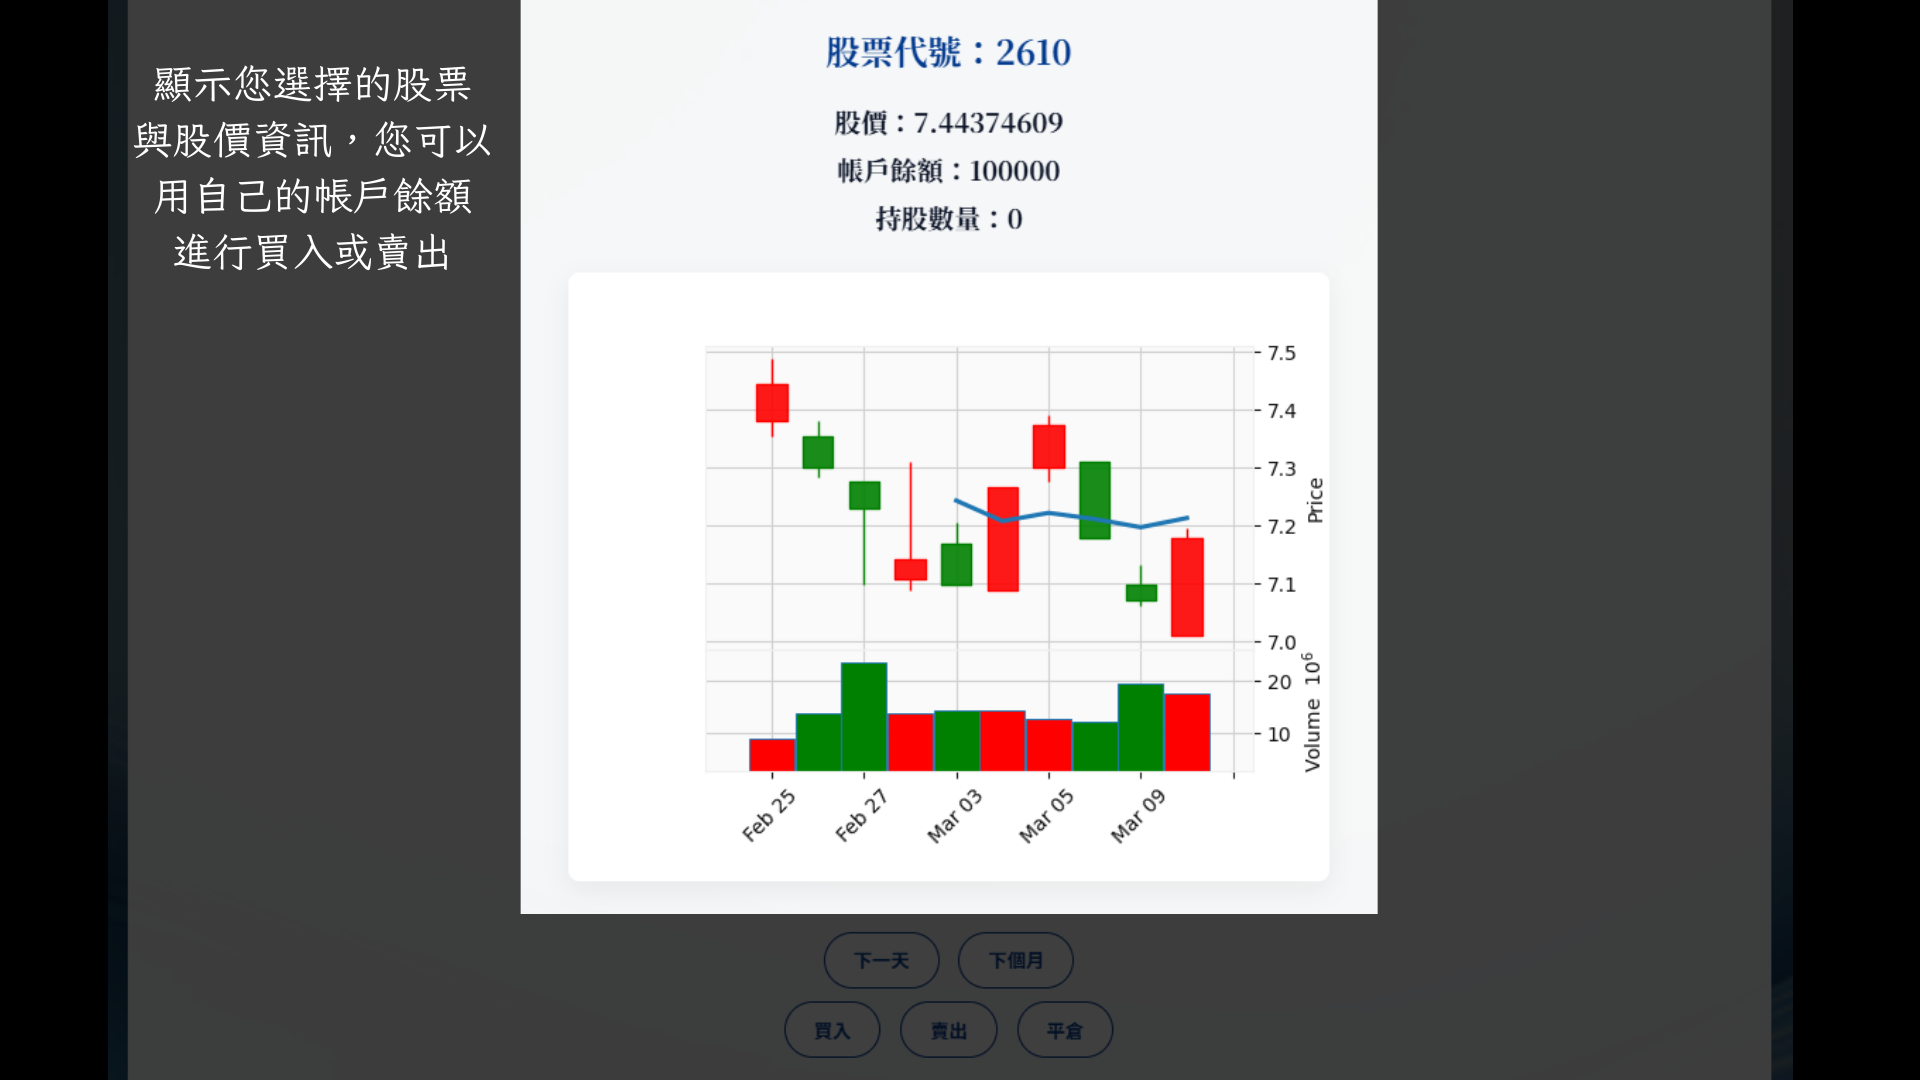 顯示您選擇的股票
與股價資訊，您可以
用自己的帳戶餘額
進行買入或賣出
股票代號：2610
股價：7.44374609
帳戶餘額：100000
持股數量：0
7.5
7.4
7.3
7.2
7.1
7.0
Price
20
10
Volume 10⁶
Feb 25
Feb 27
Mar 03
Mar 05
Mar 09
下一天
下個月
買入
賣出
平倉